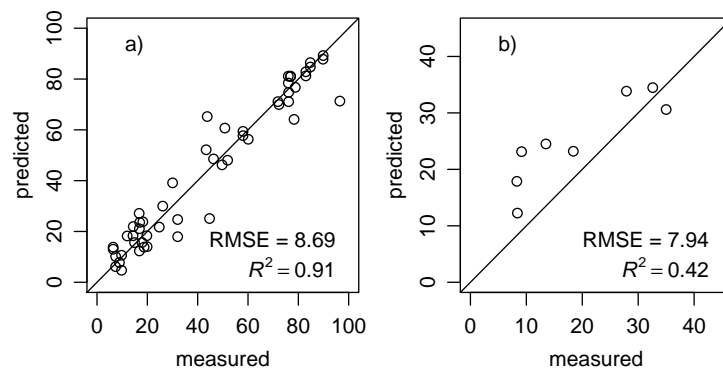 a)
predicted
100
80
60
40
20
0
RMSE = 8.69
R² = 0.91
0 20 40 60 80 100
measured
b)
predicted
40
30
20
10
0
RMSE = 7.94
R² = 0.42
0 10 20 30 40
measured